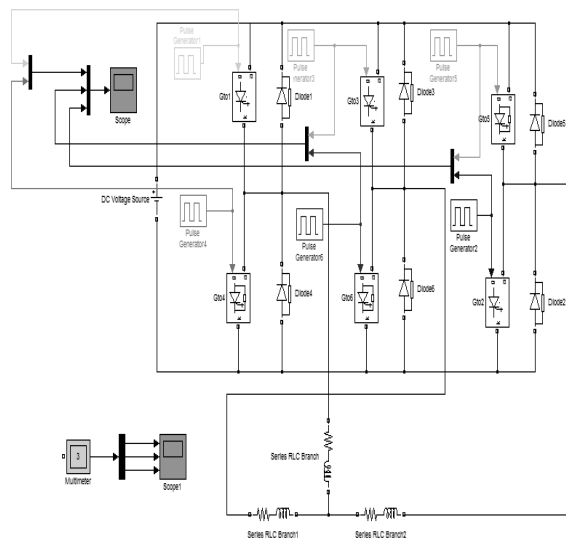 Pulse
Generator1
Pulse
Generator3
Pulse
Generator5
Gto1
Diode1
Gto3
Diode3
Gto5
Diode5
Scope
DC Voltage Source
Pulse
Generator4
Pulse
Generator6
Pulse
Generator2
Gto4
Diode4
Gto6
Diode6
Gto2
Diode2
3
Multimeter
Scope1
Series RLC Branch
Series RLC Branch1
Series RLC Branch2